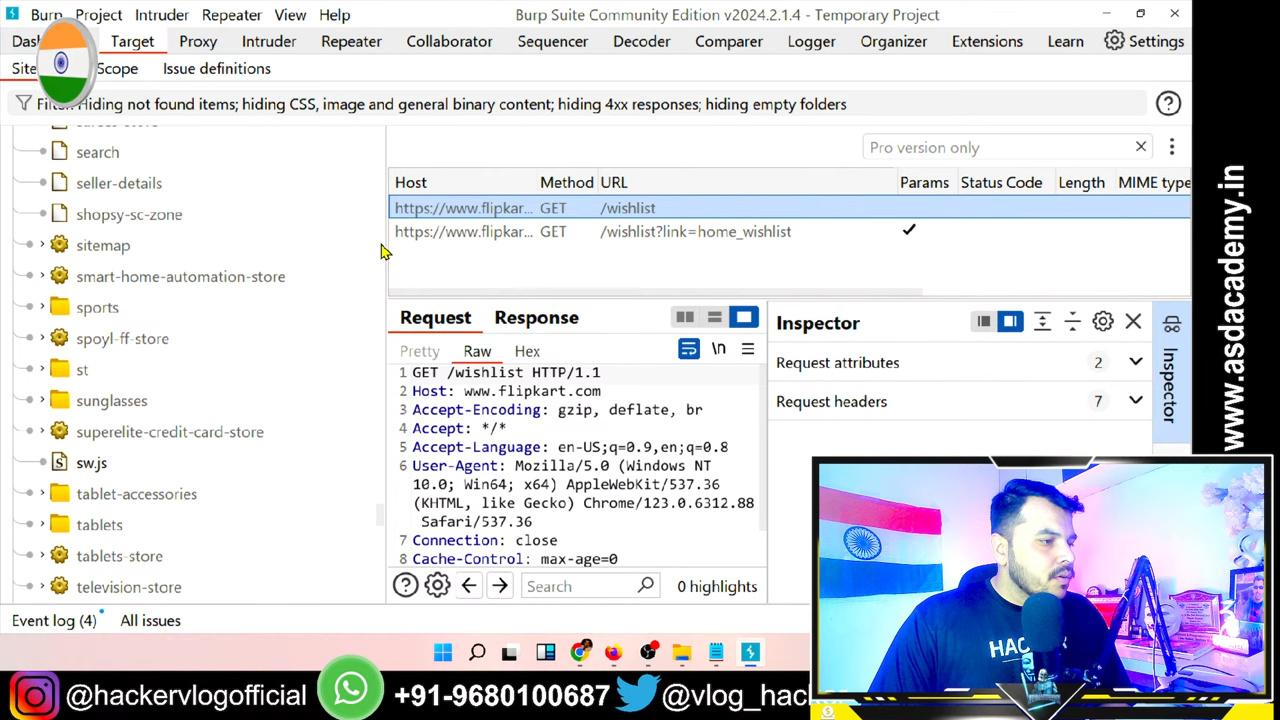 Burp Project Intruder Repeater View Help Burp Suite Community Edition v2024.2.1.4 - Temporary Project
Target Proxy Intruder Repeater Collaborator Sequencer Decoder Comparer Logger Organizer Extensions Learn Settings
Scope Issue definitions
Hiding not found items; hiding CSS, image and general binary content; hiding 4xx responses; hiding empty folders
search
seller-details
shopsy-sc-zone
sitemap
smart-home-automation-store
sports
spoyl-ff-store
st
sunglasses
superelite-credit-card-store
sw.js
tablet-accessories
tablets
tablets-store
television-store
Pro version only
Host Method URL Params Status Code Length MIME type
https://www.flipkar... GET /wishlist
https://www.flipkar... GET /wishlist?link=home_wishlist
Request Response
Pretty Raw Hex
\n
1 GET /wishlist HTTP/1.1
2 Host: www.flipkart.com
3 Accept-Encoding: gzip, deflate, br
4 Accept: */*
5 Accept-Language: en-US;q=0.9,en;q=0.8
6 User-Agent: Mozilla/5.0 (Windows NT
10.0; Win64; x64) AppleWebKit/537.36
(KHTML, like Gecko) Chrome/123.0.6312.88
Safari/537.36
7 Connection: close
8 Cache-Control: max-age=0
Search 0 highlights
Inspector
Request attributes 2
Request headers 7
Inspector
Event log (4) All issues
www.asdacademy.in
HACK
@hackervlogofficial +91-9680100687 @vlog_hac